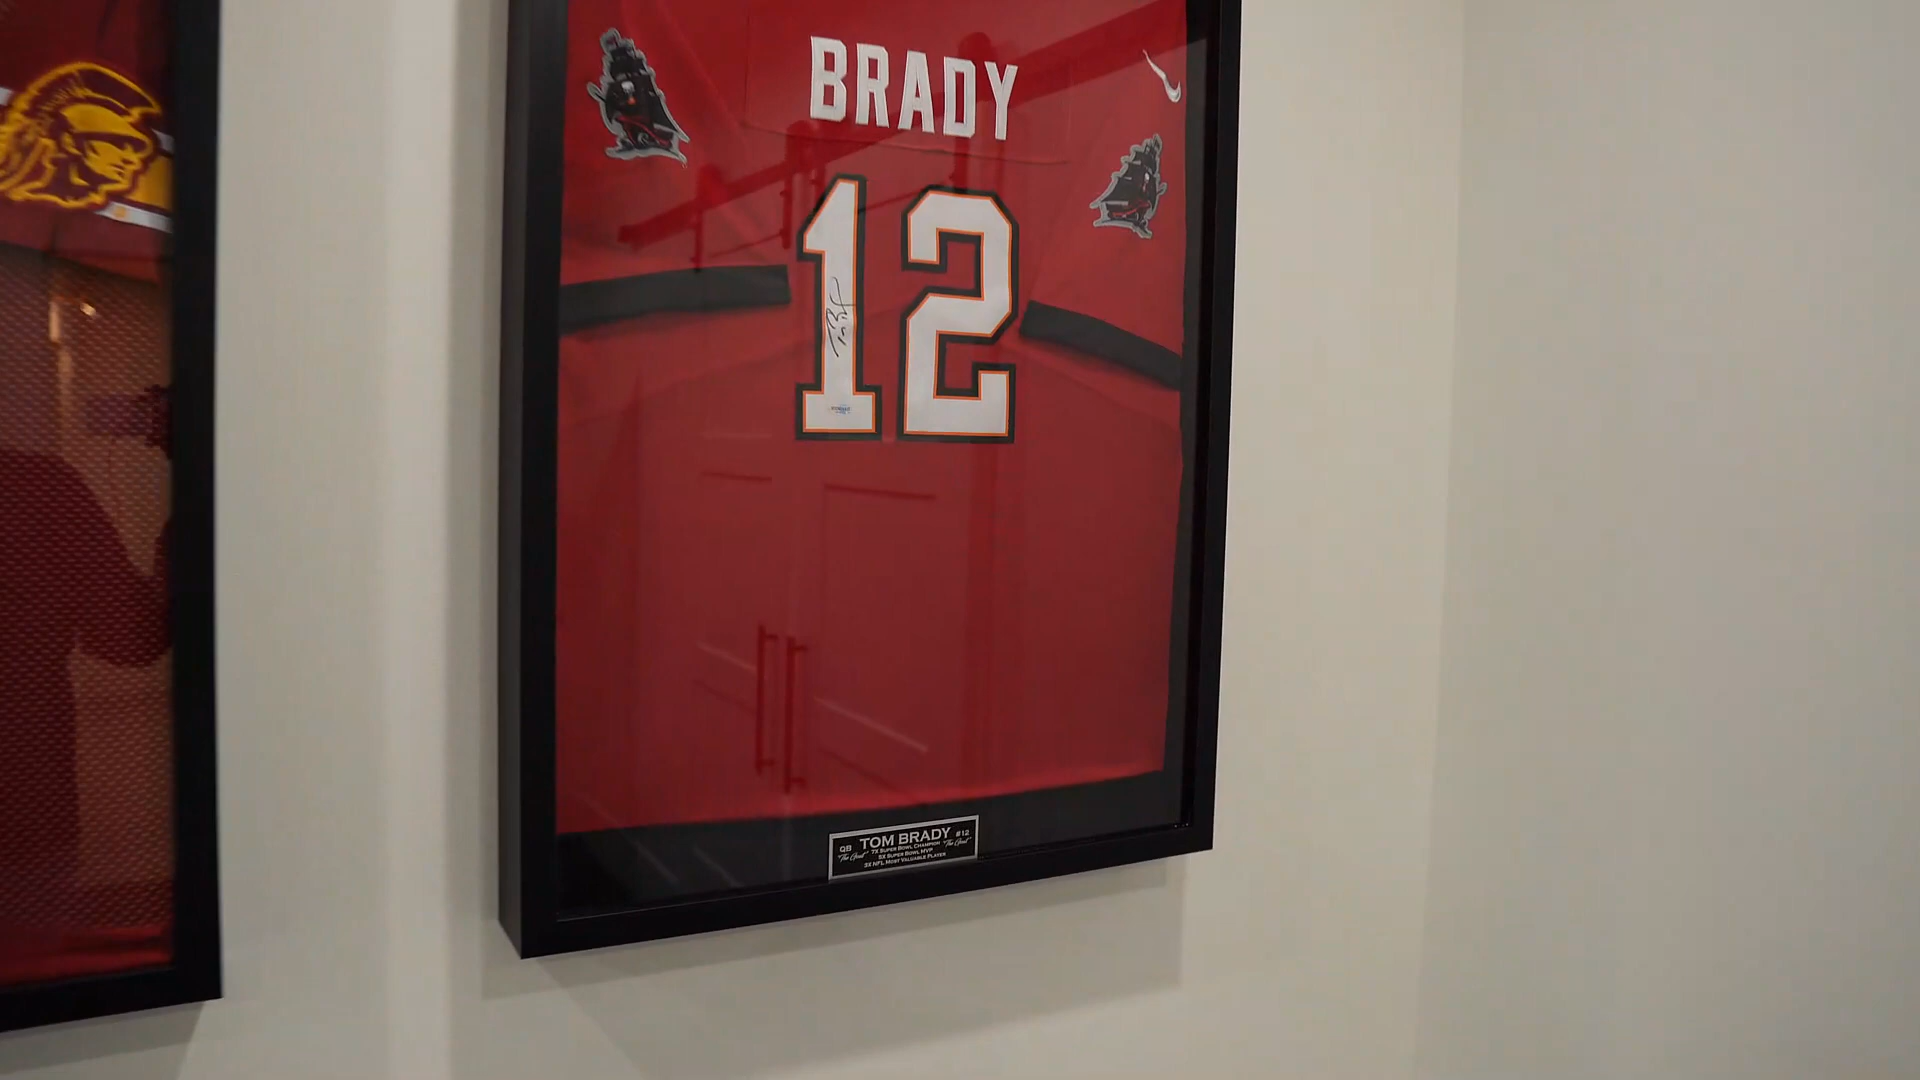 BRADY
12
TOM BRADY #12
QB 7X SUPER BOWL CHAMPION
"The Goat" 5X SUPER BOWL MVP "The Goat"
3X NFL MOST VALUABLE PLAYER